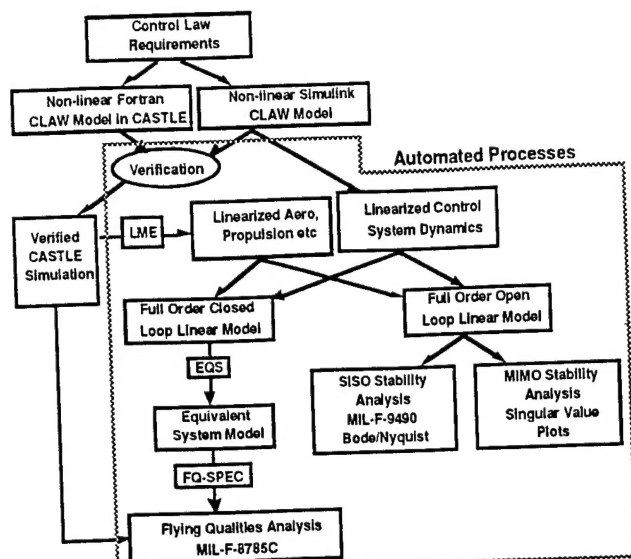 Control Law
Requirements
Non-linear Fortran
CLAW Model in CASTLE
Non-linear Simulink
CLAW Model
Automated Processes
Verification
Verified
CASTLE
Simulation
LME
Linearized Aero,
Propulsion etc
Linearized Control
System Dynamics
Full Order Closed
Loop Linear Model
Full Order Open
Loop Linear Model
EQS
SISO Stability
Analysis
MIL-F-9490
Bode/Nyquist
MIMO Stability
Analysis
Singular Value
Plots
Equivalent
System Model
FQ-SPEC
Flying Qualities Analysis
MIL-F-8785C